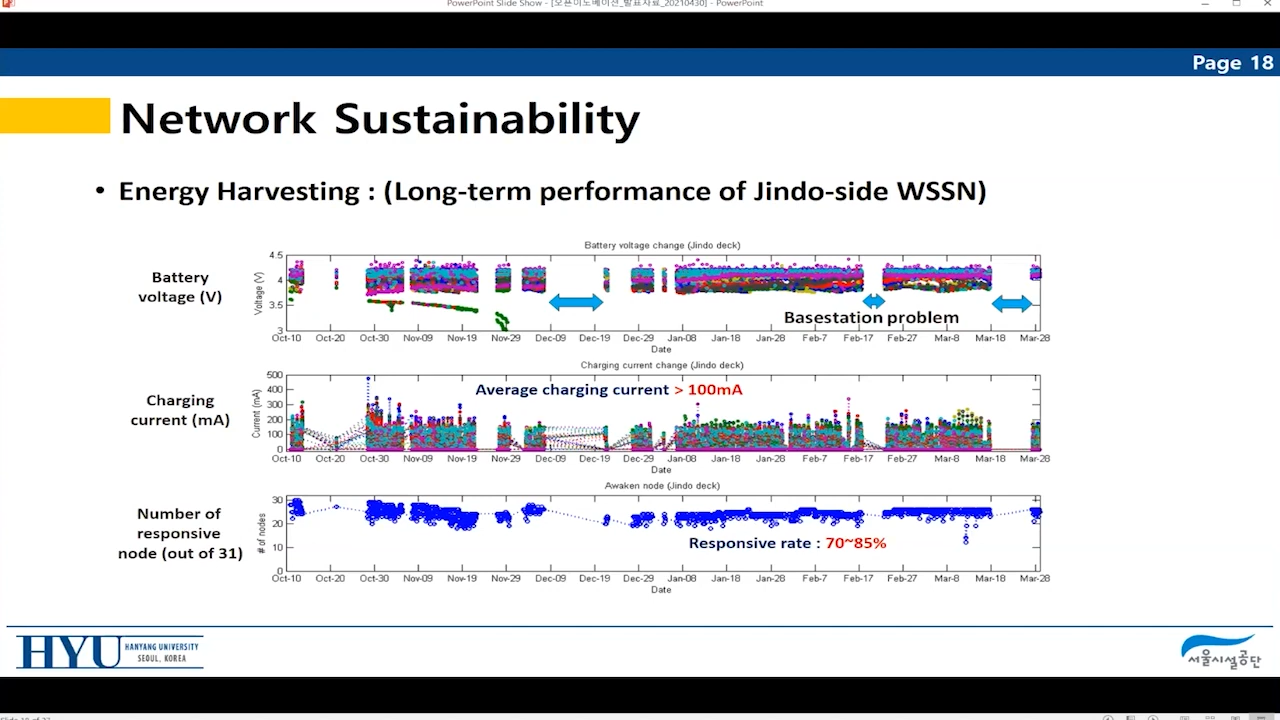 PowerPoint Slide Show - [오픈이노베이션_발표자료_20210430] - PowerPoint
Page 18
Network Sustainability
• Energy Harvesting : (Long-term performance of Jindo-side WSSN)
Battery
voltage (V)
Battery voltage change (Jindo deck)
Voltage (V)
4.5
4
3.5
3
Basestation problem
Oct-10 Oct-20 Oct-30 Nov-09 Nov-19 Nov-29 Dec-09 Dec-19 Dec-29 Jan-08 Jan-18 Jan-28 Feb-7 Feb-17 Feb-27 Mar-8 Mar-18 Mar-28
Date
Charging
current (mA)
Charging current change (Jindo deck)
Current (mA)
500
400
300
200
100
0
Average charging current > 100mA
Oct-10 Oct-20 Oct-30 Nov-09 Nov-19 Nov-29 Dec-09 Dec-19 Dec-29 Jan-08 Jan-18 Jan-28 Feb-7 Feb-17 Feb-27 Mar-8 Mar-18 Mar-28
Date
Number of
responsive
node (out of 31)
Awaken node (Jindo deck)
# of nodes
30
20
10
0
Responsive rate : 70~85%
Oct-10 Oct-20 Oct-30 Nov-09 Nov-19 Nov-29 Dec-09 Dec-19 Dec-29 Jan-08 Jan-18 Jan-28 Feb-7 Feb-17 Feb-27 Mar-8 Mar-18 Mar-28
Date
HYU
HANYANG UNIVERSITY
SEOUL, KOREA
서울시설공단